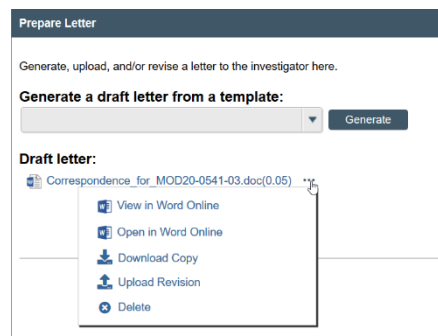 Prepare Letter
Generate, upload, and/or revise a letter to the investigator here.
Generate a draft letter from a template:
Generate
Draft letter:
Correspondence_for_MOD20-0541-03.doc(0.05) ...
View in Word Online
Open in Word Online
Download Copy
Upload Revision
Delete